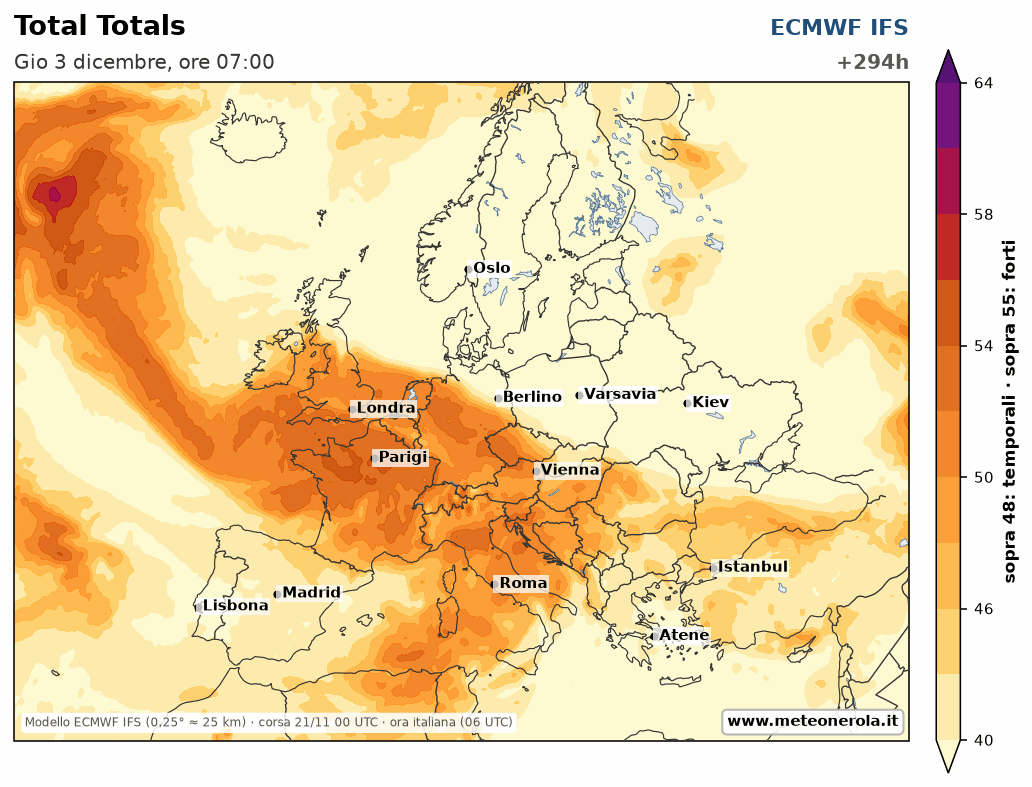 Total Totals
ECMWF IFS
Gio 3 dicembre, ore 07:00
+294h
64
58
54
50
46
40
sopra 48: temporali · sopra 55: forti
Oslo
Londra
Berlino
Varsavia
Kiev
Parigi
Vienna
Istanbul
Roma
Madrid
Lisbona
Atene
Modello ECMWF IFS (0,25° ≈ 25 km) · corsa 21/11 00 UTC · ora italiana (06 UTC)
www.meteonerola.it